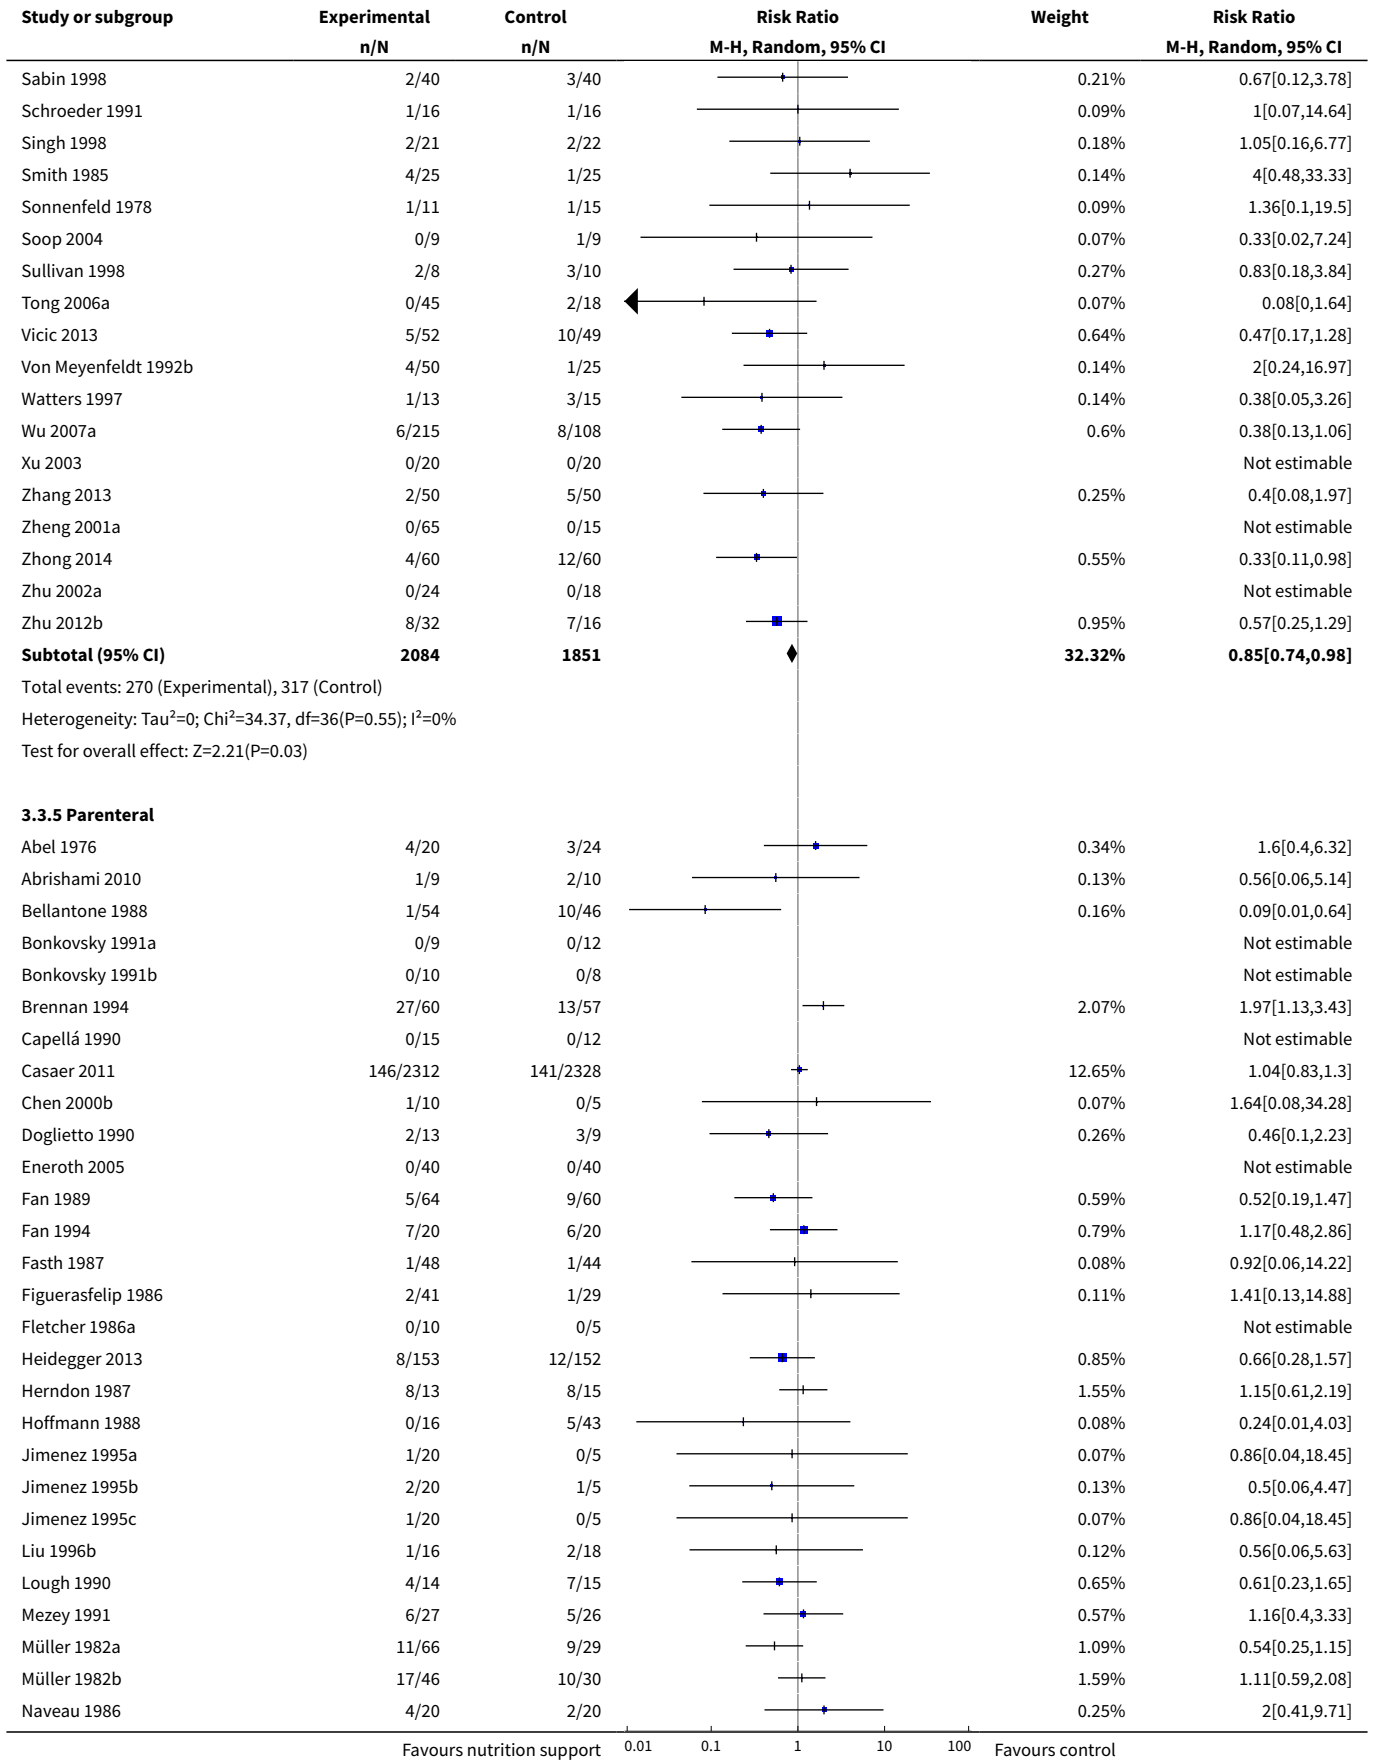 Study or subgroup Experimental Control Risk Ratio Weight Risk Ratio
n/N n/N M-H, Random, 95% CI M-H, Random, 95% CI
Sabin 1998 2/40 3/40 0.21% 0.67[0.12,3.78]
Schroeder 1991 1/16 1/16 0.09% 1[0.07,14.64]
Singh 1998 2/21 2/22 0.18% 1.05[0.16,6.77]
Smith 1985 4/25 1/25 0.14% 4[0.48,33.33]
Sonnenfeld 1978 1/11 1/15 0.09% 1.36[0.1,19.5]
Soop 2004 0/9 1/9 0.07% 0.33[0.02,7.24]
Sullivan 1998 2/8 3/10 0.27% 0.83[0.18,3.84]
Tong 2006a 0/45 2/18 0.07% 0.08[0,1.64]
Vicic 2013 5/52 10/49 0.64% 0.47[0.17,1.28]
Von Meyenfeldt 1992b 4/50 1/25 0.14% 2[0.24,16.97]
Watters 1997 1/13 3/15 0.14% 0.38[0.05,3.26]
Wu 2007a 6/215 8/108 0.6% 0.38[0.13,1.06]
Xu 2003 0/20 0/20 Not estimable
Zhang 2013 2/50 5/50 0.25% 0.4[0.08,1.97]
Zheng 2001a 0/65 0/15 Not estimable
Zhong 2014 4/60 12/60 0.55% 0.33[0.11,0.98]
Zhu 2002a 0/24 0/18 Not estimable
Zhu 2012b 8/32 7/16 0.95% 0.57[0.25,1.29]
Subtotal (95% CI) 2084 1851 32.32% 0.85[0.74,0.98]
Total events: 270 (Experimental), 317 (Control)
Heterogeneity: Tau²=0; Chi²=34.37, df=36(P=0.55); I²=0%
Test for overall effect: Z=2.21(P=0.03)
3.3.5 Parenteral
Abel 1976 4/20 3/24 0.34% 1.6[0.4,6.32]
Abrishami 2010 1/9 2/10 0.13% 0.56[0.06,5.14]
Bellantone 1988 1/54 10/46 0.16% 0.09[0.01,0.64]
Bonkovsky 1991a 0/9 0/12 Not estimable
Bonkovsky 1991b 0/10 0/8 Not estimable
Brennan 1994 27/60 13/57 2.07% 1.97[1.13,3.43]
Capellá 1990 0/15 0/12 Not estimable
Casaer 2011 146/2312 141/2328 12.65% 1.04[0.83,1.3]
Chen 2000b 1/10 0/5 0.07% 1.64[0.08,34.28]
Doglietto 1990 2/13 3/9 0.26% 0.46[0.1,2.23]
Eneroth 2005 0/40 0/40 Not estimable
Fan 1989 5/64 9/60 0.59% 0.52[0.19,1.47]
Fan 1994 7/20 6/20 0.79% 1.17[0.48,2.86]
Fasth 1987 1/48 1/44 0.08% 0.92[0.06,14.22]
Figuerasfelip 1986 2/41 1/29 0.11% 1.41[0.13,14.88]
Fletcher 1986a 0/10 0/5 Not estimable
Heidegger 2013 8/153 12/152 0.85% 0.66[0.28,1.57]
Herndon 1987 8/13 8/15 1.55% 1.15[0.61,2.19]
Hoffmann 1988 0/16 5/43 0.08% 0.24[0.01,4.03]
Jimenez 1995a 1/20 0/5 0.07% 0.86[0.04,18.45]
Jimenez 1995b 2/20 1/5 0.13% 0.5[0.06,4.47]
Jimenez 1995c 1/20 0/5 0.07% 0.86[0.04,18.45]
Liu 1996b 1/16 2/18 0.12% 0.56[0.06,5.63]
Lough 1990 4/14 7/15 0.65% 0.61[0.23,1.65]
Mezey 1991 6/27 5/26 0.57% 1.16[0.4,3.33]
Müller 1982a 11/66 9/29 1.09% 0.54[0.25,1.15]
Müller 1982b 17/46 10/30 1.59% 1.11[0.59,2.08]
Naveau 1986 4/20 2/20 0.25% 2[0.41,9.71]
Favours nutrition support 0.01 0.1 1 10 100 Favours control